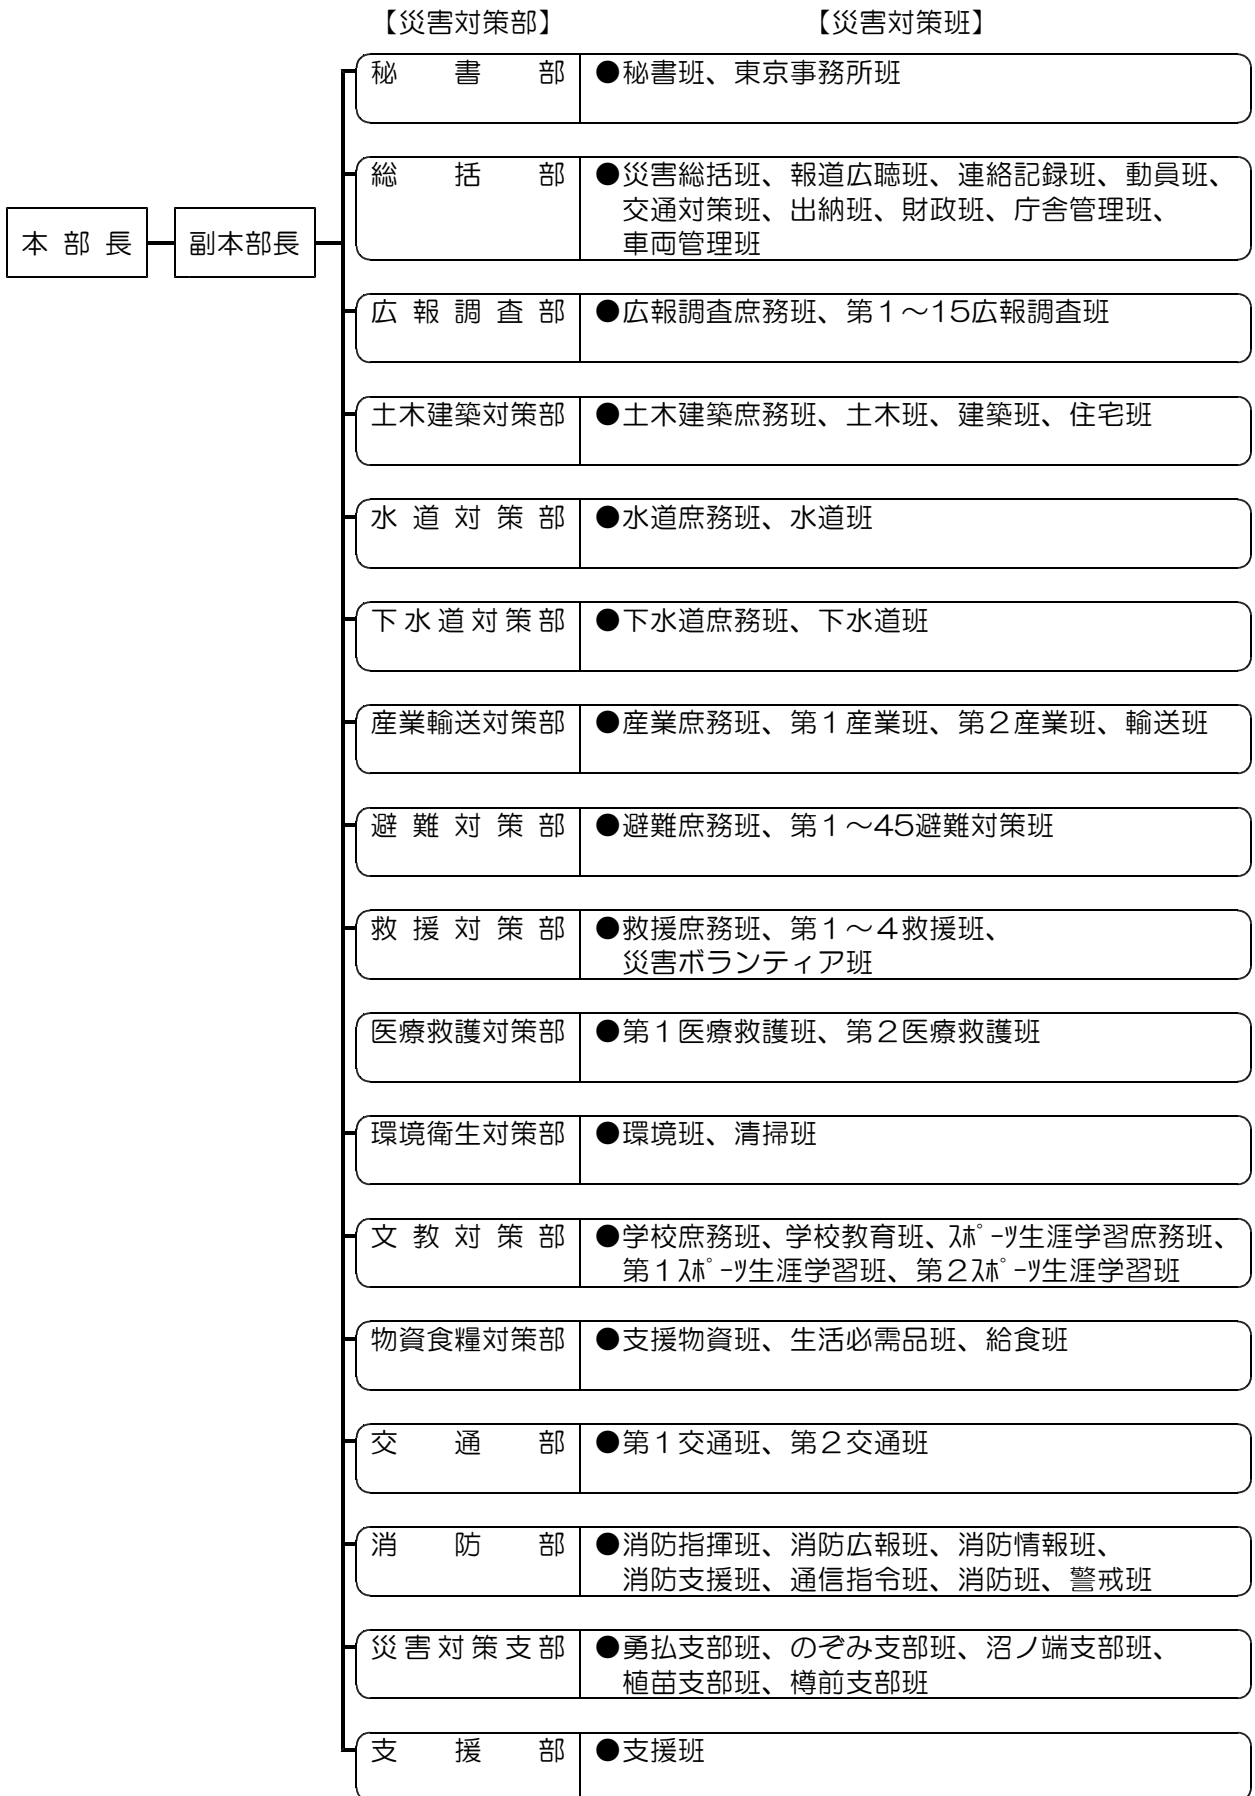 【災害対策部】 【災害対策班】
秘書部 ●秘書班、東京事務所班
総括部 ●災害総括班、報道広聴班、連絡記録班、動員班、
交通対策班、出納班、財政班、庁舎管理班、
車両管理班
本部長 副本部長
広報調査部 ●広報調査庶務班、第1～15広報調査班
土木建築対策部 ●土木建築庶務班、土木班、建築班、住宅班
水道対策部 ●水道庶務班、水道班
下水道対策部 ●下水道庶務班、下水道班
産業輸送対策部 ●産業庶務班、第1産業班、第2産業班、輸送班
避難対策部 ●避難庶務班、第1～45避難対策班
救援対策部 ●救援庶務班、第1～4救援班、
災害ボランティア班
医療救護対策部 ●第1医療救護班、第2医療救護班
環境衛生対策部 ●環境班、清掃班
文教対策部 ●学校庶務班、学校教育班、ｽﾎﾟｰﾂ生涯学習庶務班、
第1ｽﾎﾟｰﾂ生涯学習班、第2ｽﾎﾟｰﾂ生涯学習班
物資食糧対策部 ●支援物資班、生活必需品班、給食班
交通部 ●第1交通班、第2交通班
消防部 ●消防指揮班、消防広報班、消防情報班、
消防支援班、通信指令班、消防班、警戒班
災害対策支部 ●勇払支部班、のぞみ支部班、沼ノ端支部班、
植苗支部班、樽前支部班
支援部 ●支援班